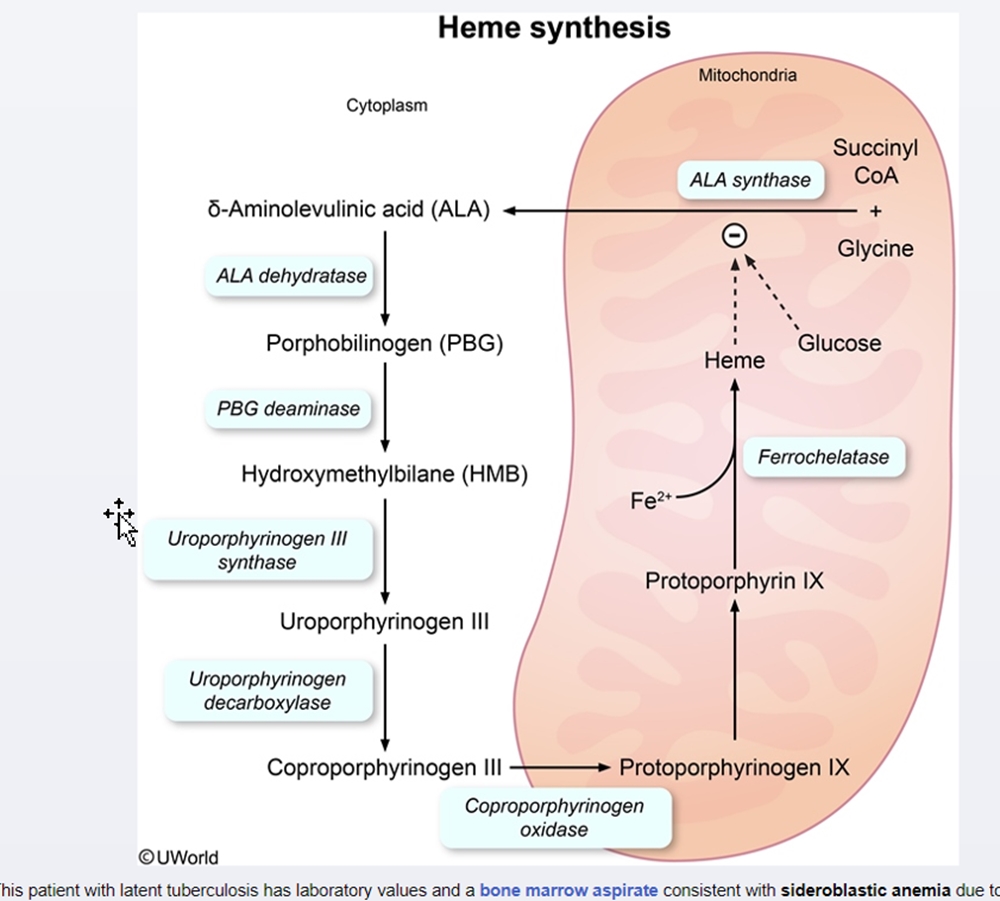 Heme synthesis
Mitochondria
Cytoplasm
Succinyl
CoA
ALA synthase
δ-Aminolevulinic acid (ALA)
+
Glycine
ALA dehydratase
Porphobilinogen (PBG)
Glucose
Heme
PBG deaminase
Ferrochelatase
Hydroxymethylbilane (HMB)
Fe²⁺
Uroporphyrinogen III
synthase
Protoporphyrin IX
Uroporphyrinogen III
Uroporphyrinogen
decarboxylase
Coproporphyrinogen III
Protoporphyrinogen IX
Coproporphyrinogen
oxidase
©UWorld
This patient with latent tuberculosis has laboratory values and a bone marrow aspirate consistent with sideroblastic anemia due to